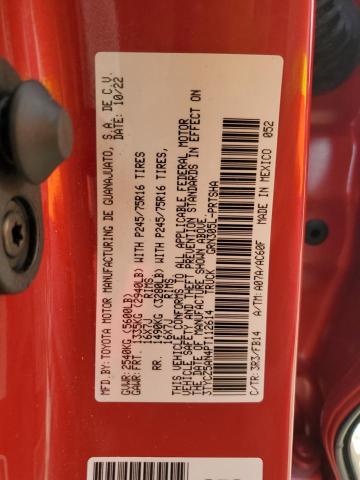 MFD. BY: TOYOTA MOTOR MANUFACTURING DE GUANAJUATO, S.A. DE C.V.
DATE: 10/22
GVWR: 2540KG (5600LB)
FRT. 1335KG (2940LB) WITH P245/75R16 TIRES
16X7J RIMS
RR. 1490KG (3280LB) WITH P245/75R16 TIRES
16X7J RIMS
THIS VEHICLE CONFORMS TO ALL APPLICABLE FEDERAL MOTOR
VEHICLE SAFETY AND THEFT PREVENTION STANDARDS IN EFFECT ON
THE DATE OF MANUFACTURE SHOWN ABOVE.
3TYCZ5AN4PT112614 TRUCK GRN305L-PRTSHA
C/TR: 3R3/FB14 A/TM: A07A/AC60F MADE IN MEXICO 052